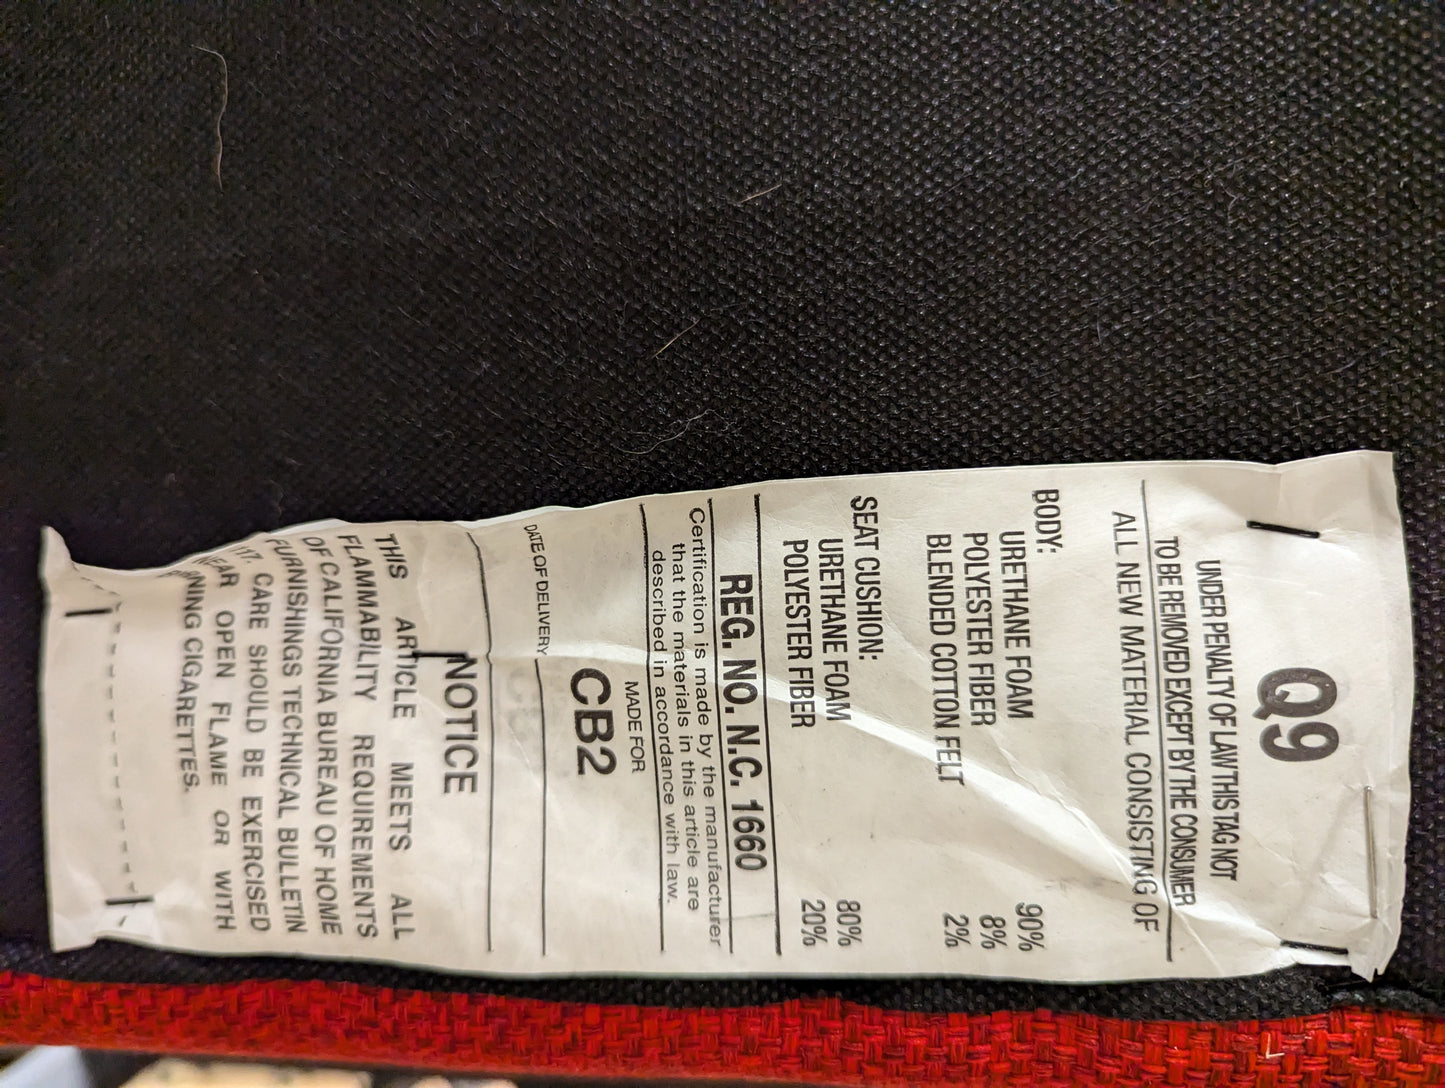 Q9
UNDER PENALTY OF LAW THIS TAG NOT
TO BE REMOVED EXCEPT BY THE CONSUMER
ALL NEW MATERIAL CONSISTING OF
BODY:
URETHANE FOAM 90%
POLYESTER FIBER 8%
BLENDED COTTON FELT 2%
SEAT CUSHION:
URETHANE FOAM 80%
POLYESTER FIBER 20%
REG. NO. N.C. 1660
Certification is made by the manufacturer
that the materials in this article are
described in accordance with law.
MADE FOR
CB2
DATE OF DELIVERY
NOTICE
THIS ARTICLE MEETS ALL
FLAMMABILITY REQUIREMENTS
OF CALIFORNIA BUREAU OF HOME
FURNISHINGS TECHNICAL BULLETIN
117. CARE SHOULD BE EXERCISED
NEAR OPEN FLAME OR WITH
CIGARETTES.